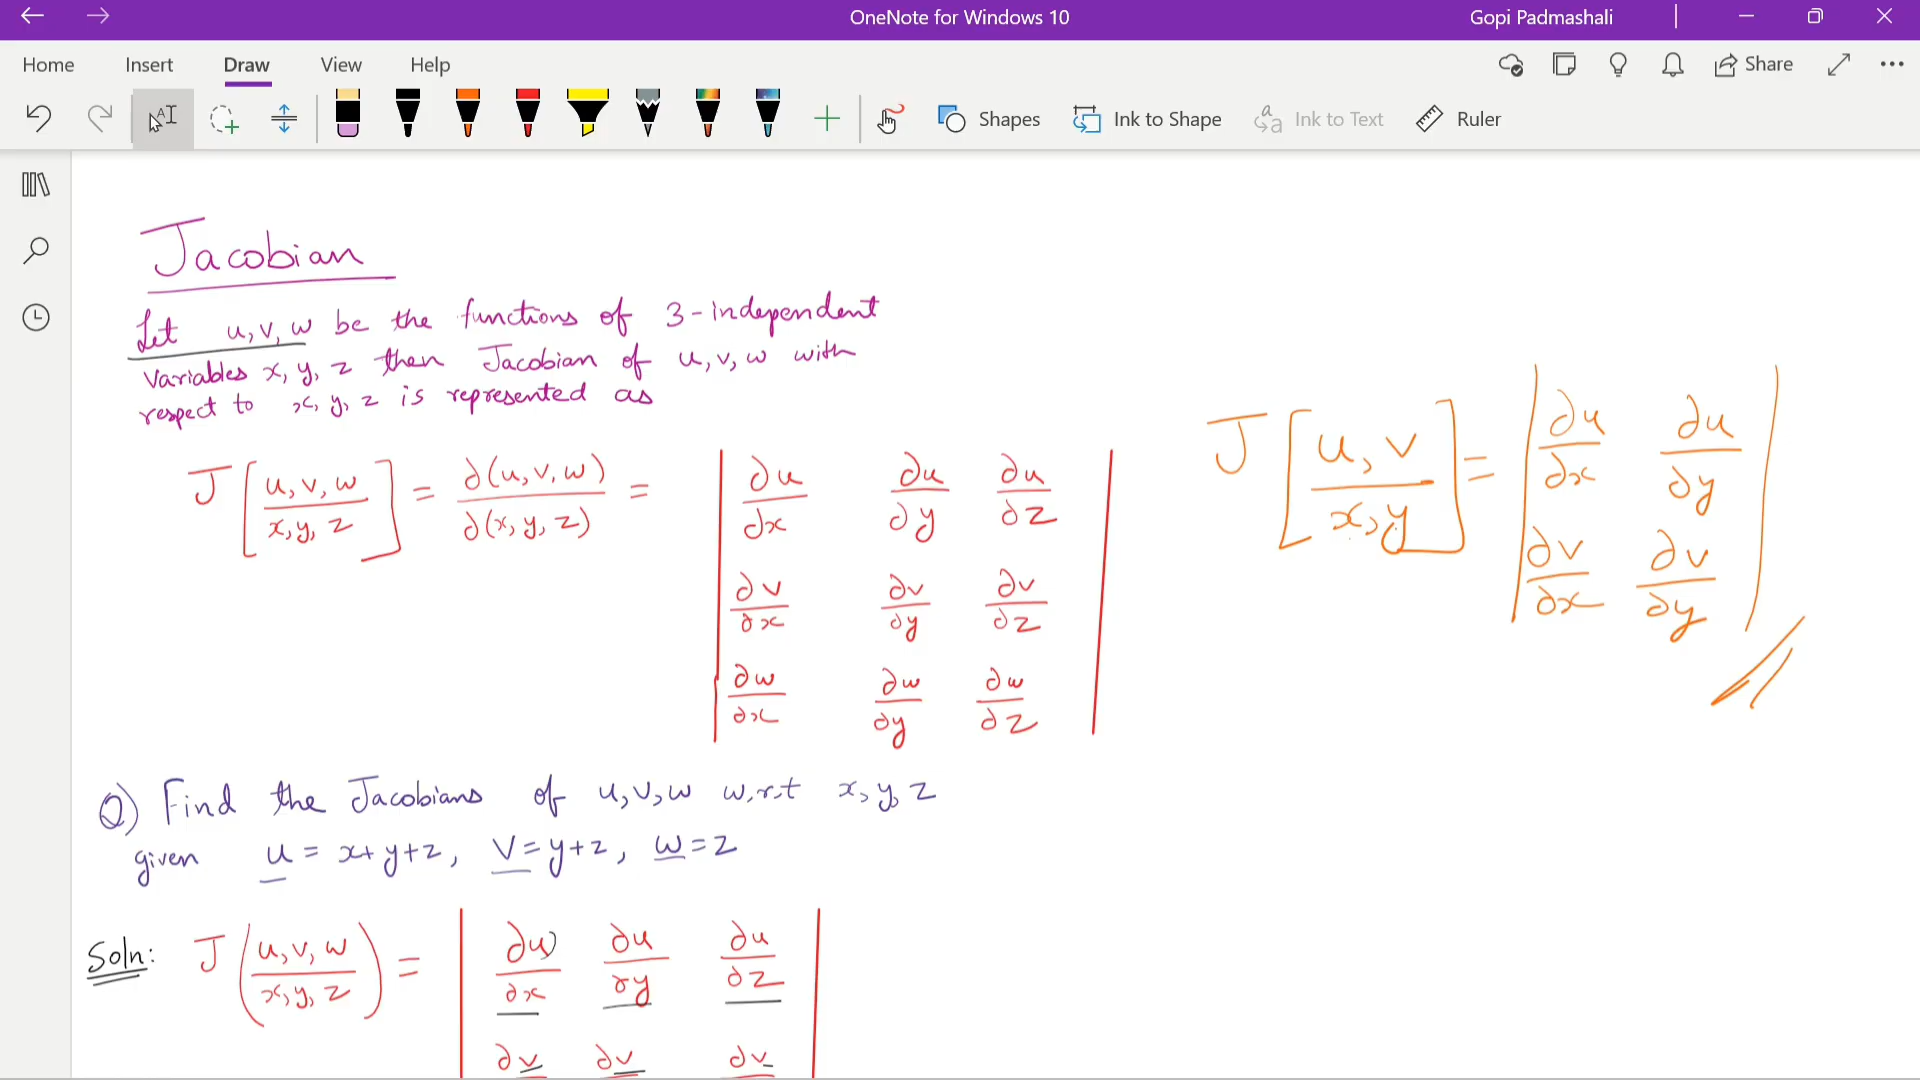 OneNote for Windows 10
Gopi Padmashali
Home Insert Draw View Help
Share
Shapes Ink to Shape Ink to Text Ruler
Jacobian
Let u, v, w be the functions of 3-independent
Variables x, y, z then Jacobian of u, v, w with
respect to x, y, z is represented as
J [ u, v, w / x, y, z ] = ∂(u, v, w) / ∂(x, y, z) = | ∂u/∂x ∂u/∂y ∂u/∂z |
| ∂v/∂x ∂v/∂y ∂v/∂z |
| ∂w/∂x ∂w/∂y ∂w/∂z |
J [ u, v / x, y ] = | ∂u/∂x ∂u/∂y |
| ∂v/∂x ∂v/∂y |
Q) Find the Jacobians of u, v, w w.r.t x, y, z
given u = x+y+z, v = y+z, w = z
Soln: J ( u, v, w / x, y, z ) = | ∂u/∂x ∂u/∂y ∂u/∂z |
∂v ∂v ∂v